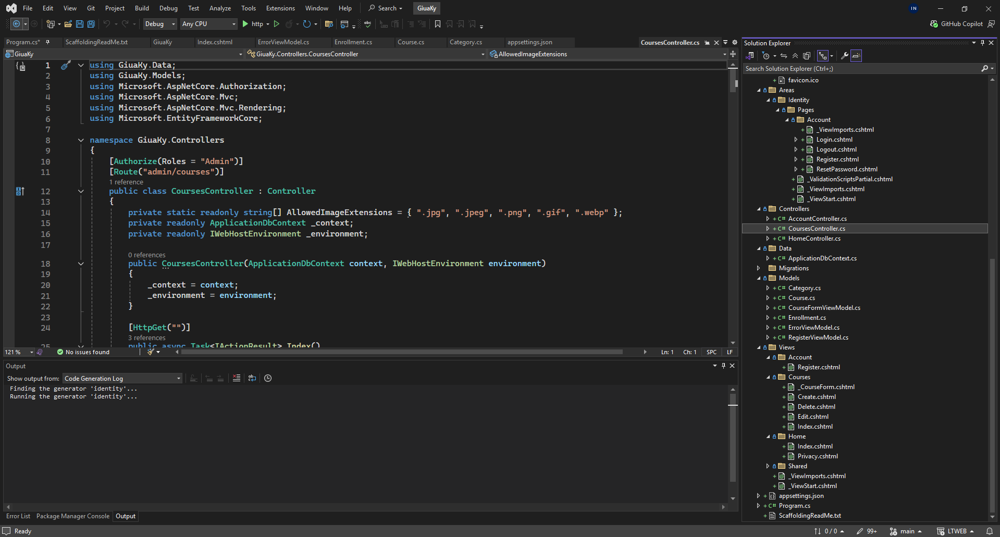 File Edit View Git Project Build Debug Test Analyze Tools Extensions Window Help Search GiuaKy IN
Debug Any CPU http GitHub Copilot
Program.cs* ScaffoldingReadMe.txt GiuaKy Index.cshtml ErrorViewModel.cs Enrollment.cs Course.cs Category.cs appsettings.json CoursesController.cs
GiuaKy GiuaKy.Controllers.CoursesController AllowedImageExtensions
1 using GiuaKy.Data;
2 using GiuaKy.Models;
3 using Microsoft.AspNetCore.Authorization;
4 using Microsoft.AspNetCore.Mvc;
5 using Microsoft.AspNetCore.Mvc.Rendering;
6 using Microsoft.EntityFrameworkCore;
7
8 namespace GiuaKy.Controllers
9 {
10 [Authorize(Roles = "Admin")]
11 [Route("admin/courses")]
1 reference
12 public class CoursesController : Controller
13 {
14 private static readonly string[] AllowedImageExtensions = { ".jpg", ".jpeg", ".png", ".gif", ".webp" };
15 private readonly ApplicationDbContext _context;
16 private readonly IWebHostEnvironment _environment;
17
0 references
18 public CoursesController(ApplicationDbContext context, IWebHostEnvironment environment)
19 {
20 _context = context;
21 _environment = environment;
22 }
23
24 [HttpGet("")]
3 references
25 public async Task<IActionResult> Index()
121 % No issues found Ln: 1 Ch: 1 SPC LF
Output
Show output from: Code Generation Log
Finding the generator 'identity'...
Running the generator 'identity'...
Error List Package Manager Console Output
Solution Explorer
Search Solution Explorer (Ctrl+;)
favicon.ico
Areas
Identity
Pages
Account
_ViewImports.cshtml
Login.cshtml
Logout.cshtml
Register.cshtml
ResetPassword.cshtml
_ValidationScriptsPartial.cshtml
_ViewImports.cshtml
_ViewStart.cshtml
Controllers
C# AccountController.cs
C# CoursesController.cs
C# HomeController.cs
Data
C# ApplicationDbContext.cs
Migrations
Models
C# Category.cs
C# Course.cs
C# CourseFormViewModel.cs
C# Enrollment.cs
C# ErrorViewModel.cs
C# RegisterViewModel.cs
Views
Account
Register.cshtml
Courses
_CourseForm.cshtml
Create.cshtml
Delete.cshtml
Edit.cshtml
Index.cshtml
Home
Index.cshtml
Privacy.cshtml
Shared
_ViewImports.cshtml
_ViewStart.cshtml
appsettings.json
C# Program.cs
ScaffoldingReadMe.txt
Ready 0 / 0 99+ main LTWEB